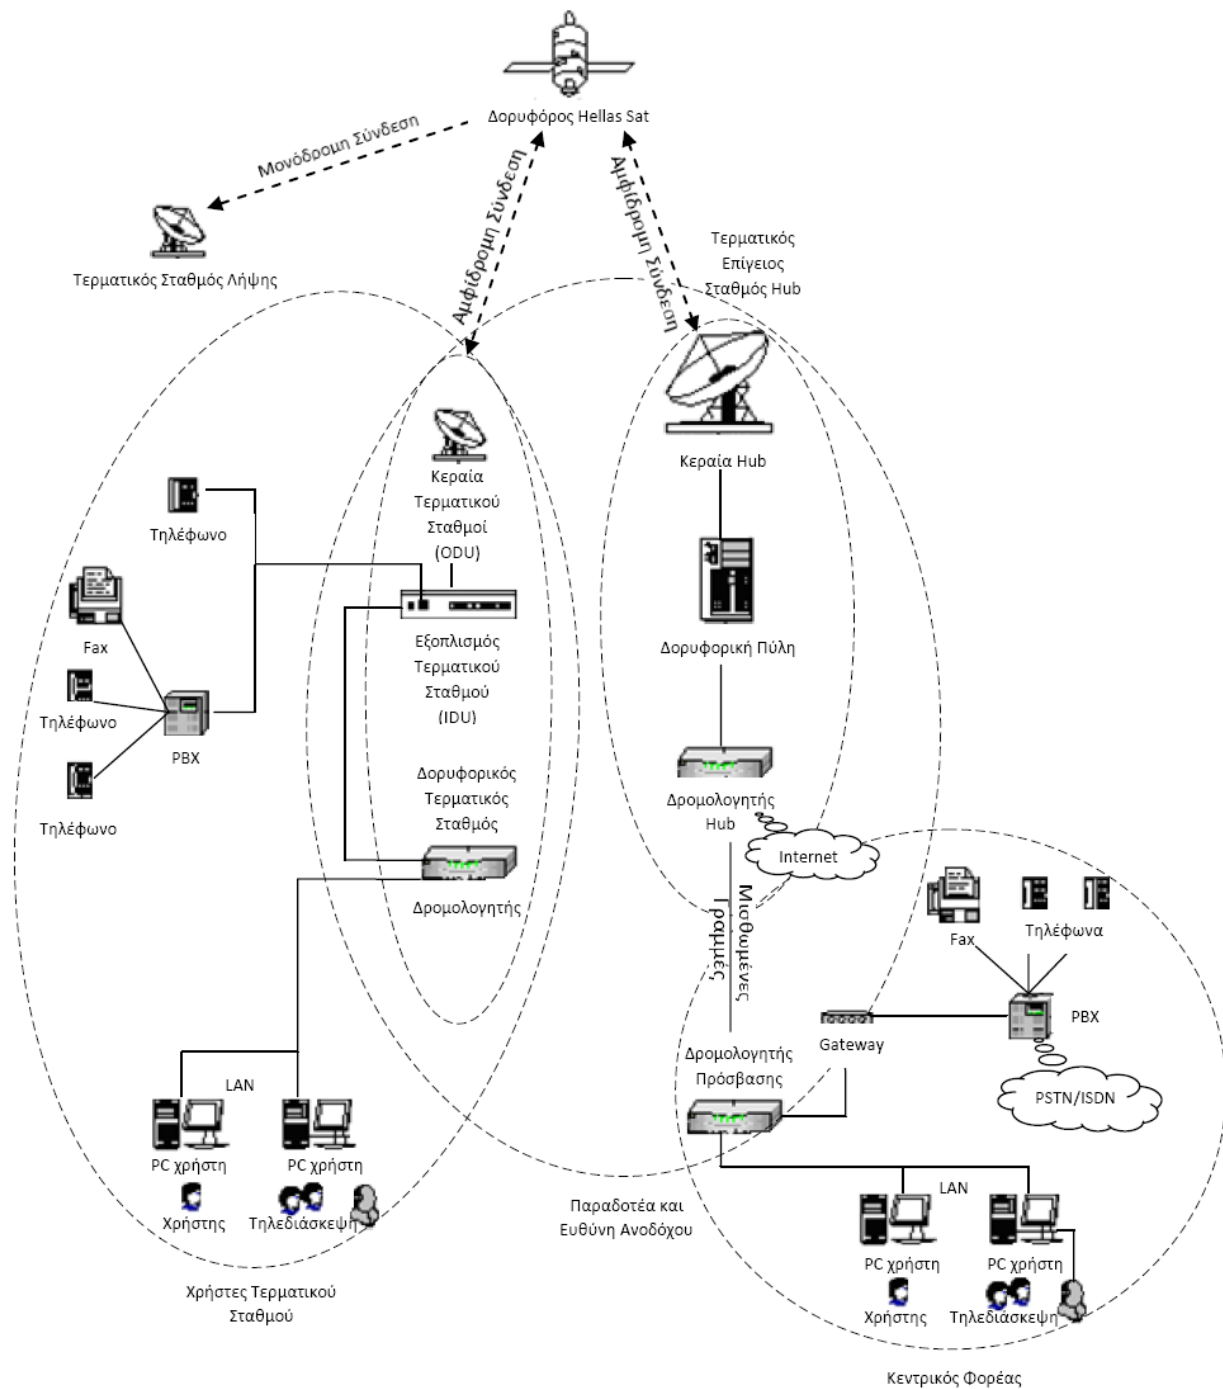 Δορυφόρος Hellas Sat
Μονόδρομη Σύνδεση
Αμφίδρομη Σύνδεση
Αμφίδρομη Σύνδεση
Τερματικός Σταθμός Λήψης
Τερματικός
Επίγειος
Σταθμός Hub
Κεραία
Τερματικού
Σταθμοί
(ODU)
Κεραία Hub
Τηλέφωνο
Fax
Τηλέφωνο
Τηλέφωνο
PBX
Εξοπλισμός
Τερματικού
Σταθμού
(IDU)
Δορυφορική Πύλη
Δορυφορικός
Τερματικός
Σταθμός
Δρομολογητής
Δρομολογητής
Hub
Internet
Μισθωμένες
Γραμμές
Fax
Τηλέφωνα
PBX
Gateway
PSTN/ISDN
Δρομολογητής
Πρόσβασης
LAN
PC χρήστη
PC χρήστη
Χρήστης
Τηλεδιάσκεψη
LAN
PC χρήστη
PC χρήστη
Χρήστης
Τηλεδιάσκεψη
Παραδοτέα και
Ευθύνη Ανοδόχου
Χρήστες Τερματικού
Σταθμού
Κεντρικός Φορέας